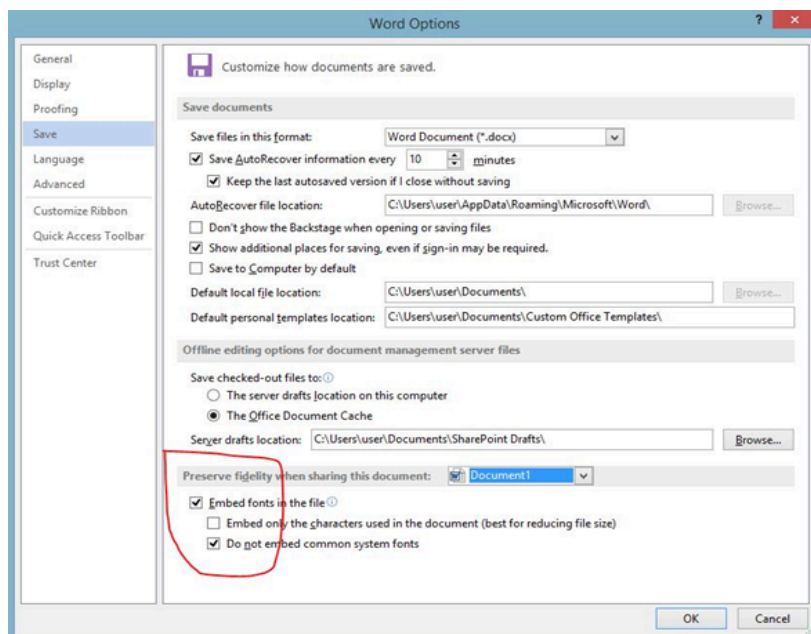 Word Options
?
General
Display
Proofing
Save
Language
Advanced
Customize Ribbon
Quick Access Toolbar
Trust Center
Customize how documents are saved.
Save documents
Save files in this format: Word Document (*.docx)
Save AutoRecover information every 10 minutes
Keep the last autosaved version if I close without saving
AutoRecover file location: C:\Users\user\AppData\Roaming\Microsoft\Word\ Browse...
Don't show the Backstage when opening or saving files
Show additional places for saving, even if sign-in may be required.
Save to Computer by default
Default local file location: C:\Users\user\Documents\ Browse...
Default personal templates location: C:\Users\user\Documents\Custom Office Templates\
Offline editing options for document management server files
Save checked-out files to:
The server drafts location on this computer
The Office Document Cache
Server drafts location: C:\Users\user\Documents\SharePoint Drafts\ Browse...
Preserve fidelity when sharing this document: Document1
Embed fonts in the file
Embed only the characters used in the document (best for reducing file size)
Do not embed common system fonts
OK Cancel